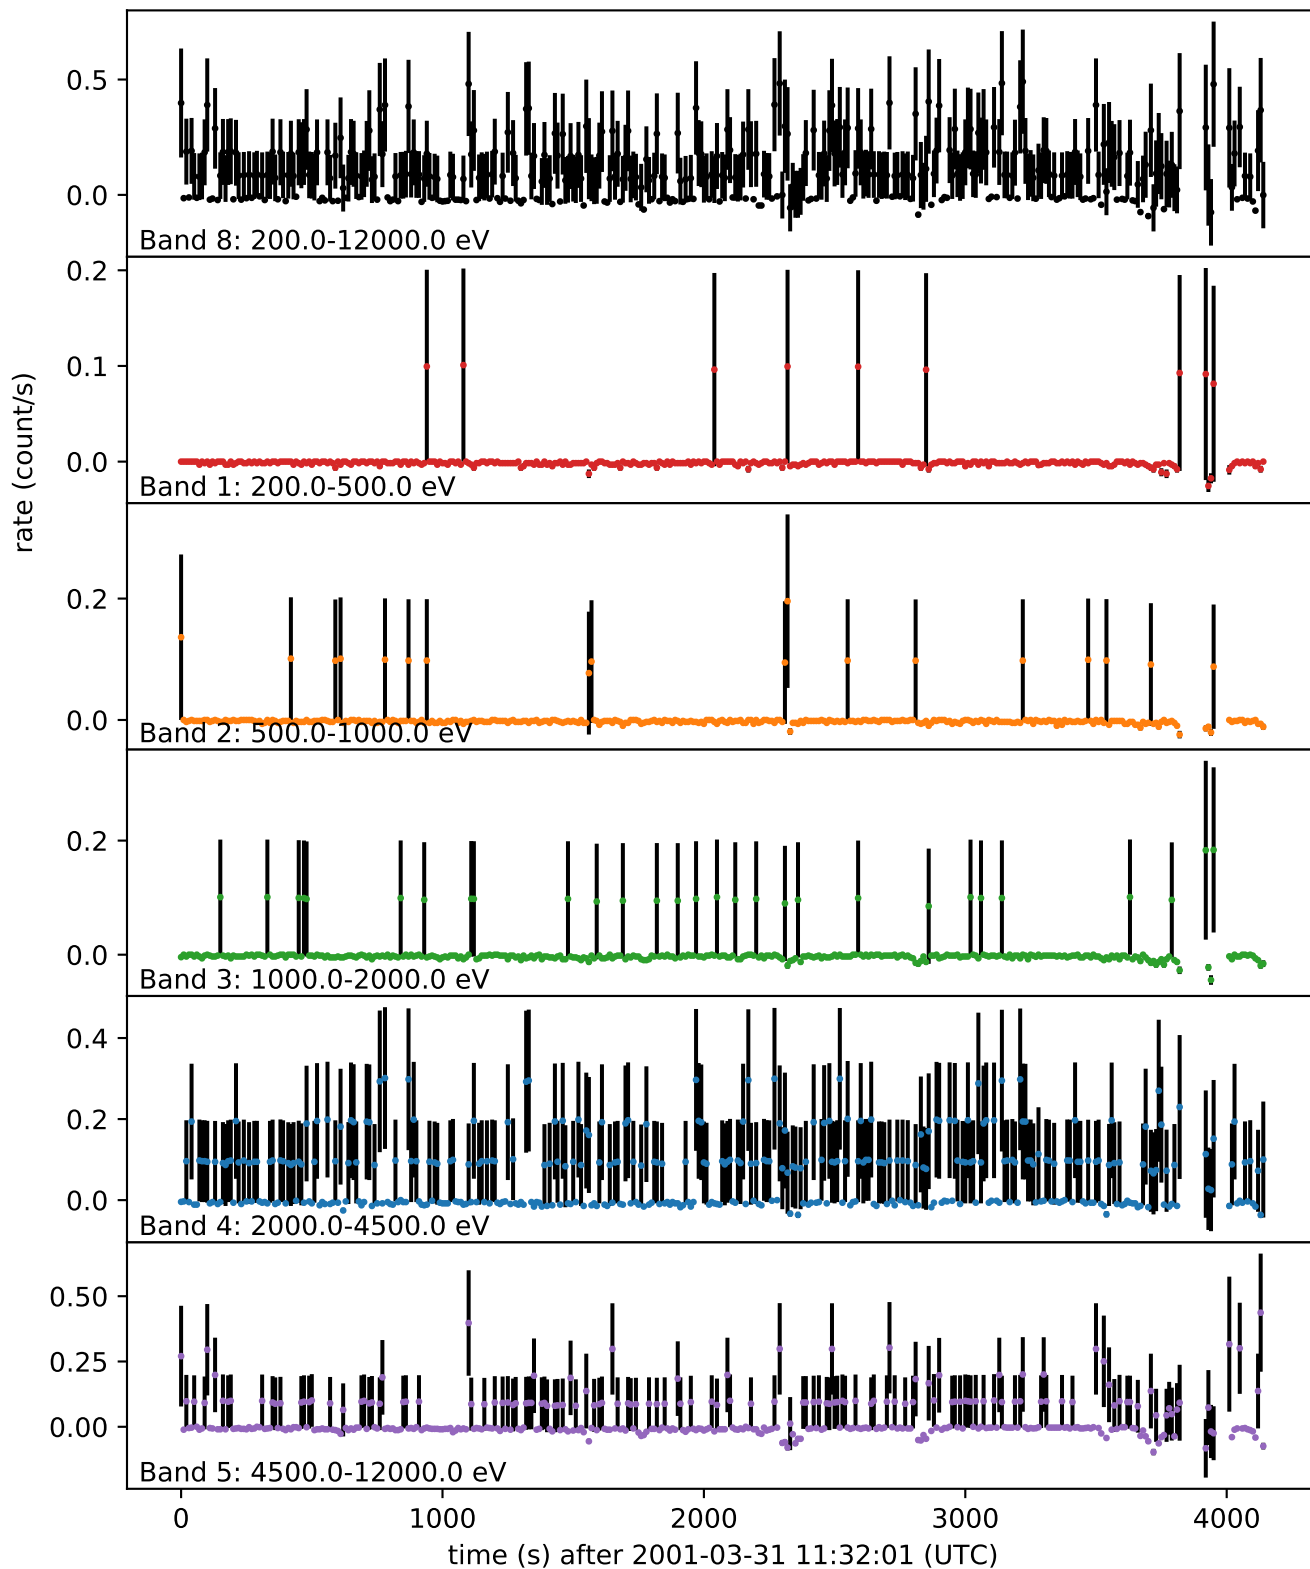 rate (count/s)
0.5
0.0
Band 8: 200.0-12000.0 eV
0.2
0.1
0.0
Band 1: 200.0-500.0 eV
0.2
0.0
Band 2: 500.0-1000.0 eV
0.2
0.0
Band 3: 1000.0-2000.0 eV
0.4
0.2
0.0
Band 4: 2000.0-4500.0 eV
0.50
0.25
0.00
Band 5: 4500.0-12000.0 eV
0 1000 2000 3000 4000
time (s) after 2001-03-31 11:32:01 (UTC)